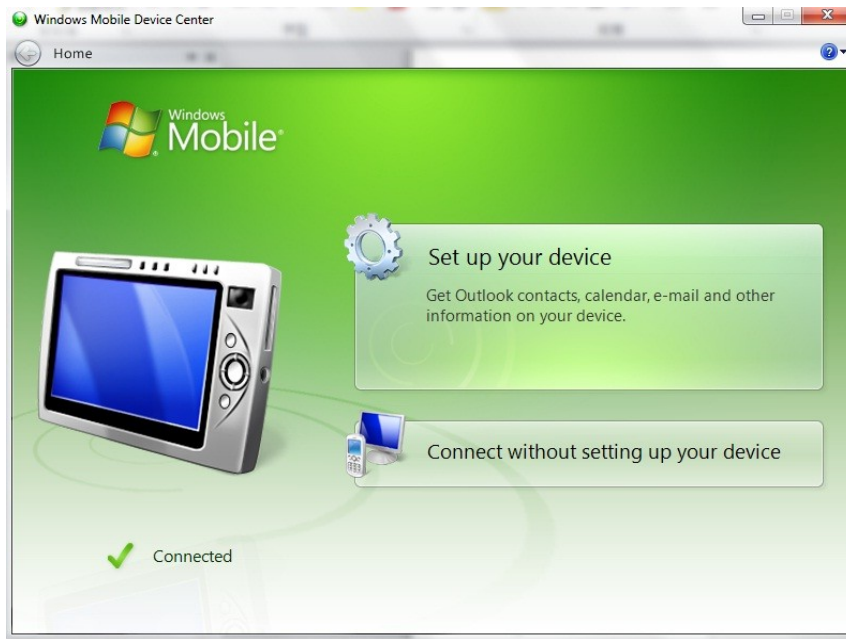 Windows Mobile Device Center
Home
Windows
Mobile
Set up your device
Get Outlook contacts, calendar, e-mail and other
information on your device.
Connect without setting up your device
Connected